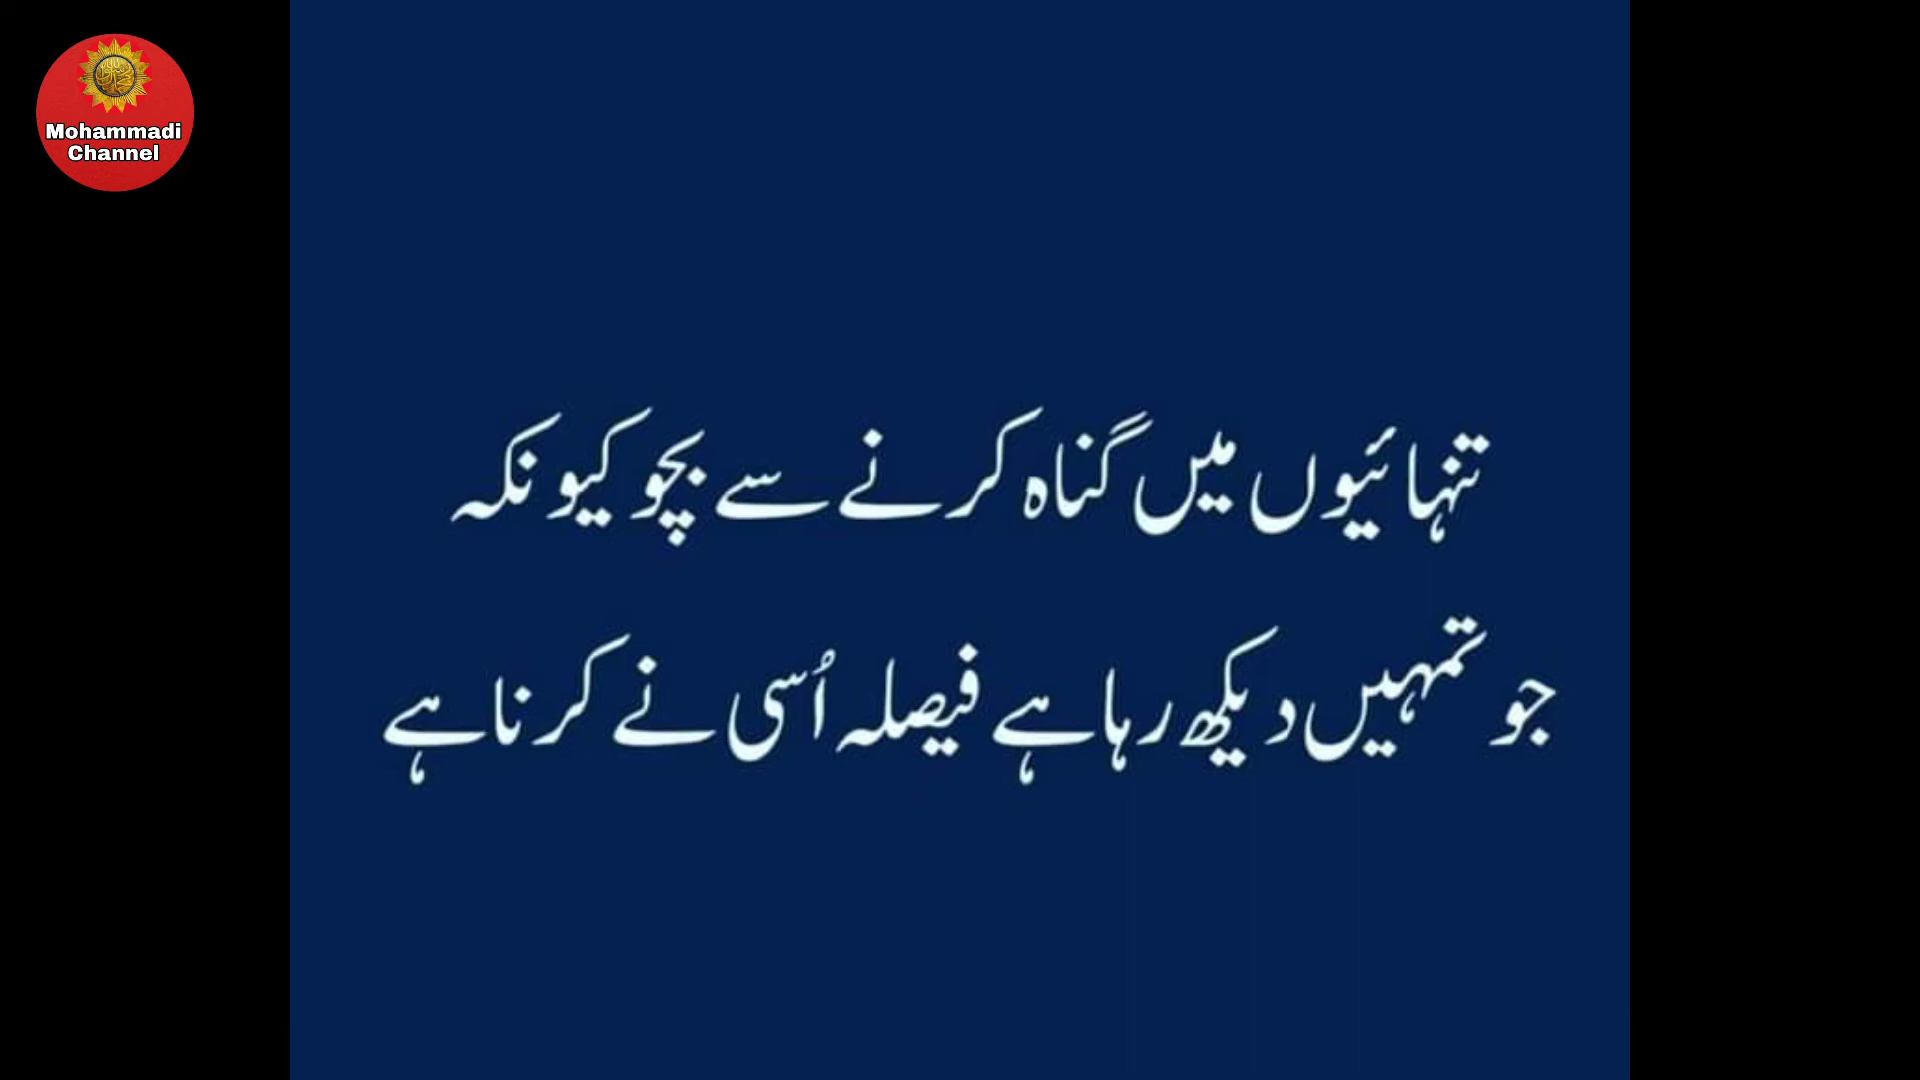 Mohammadi
Channel
تنہائیوں میں گناہ کرنے سے بچو کیونکہ
جو تمہیں دیکھ رہا ہے فیصلہ اُسی نے کرنا ہے